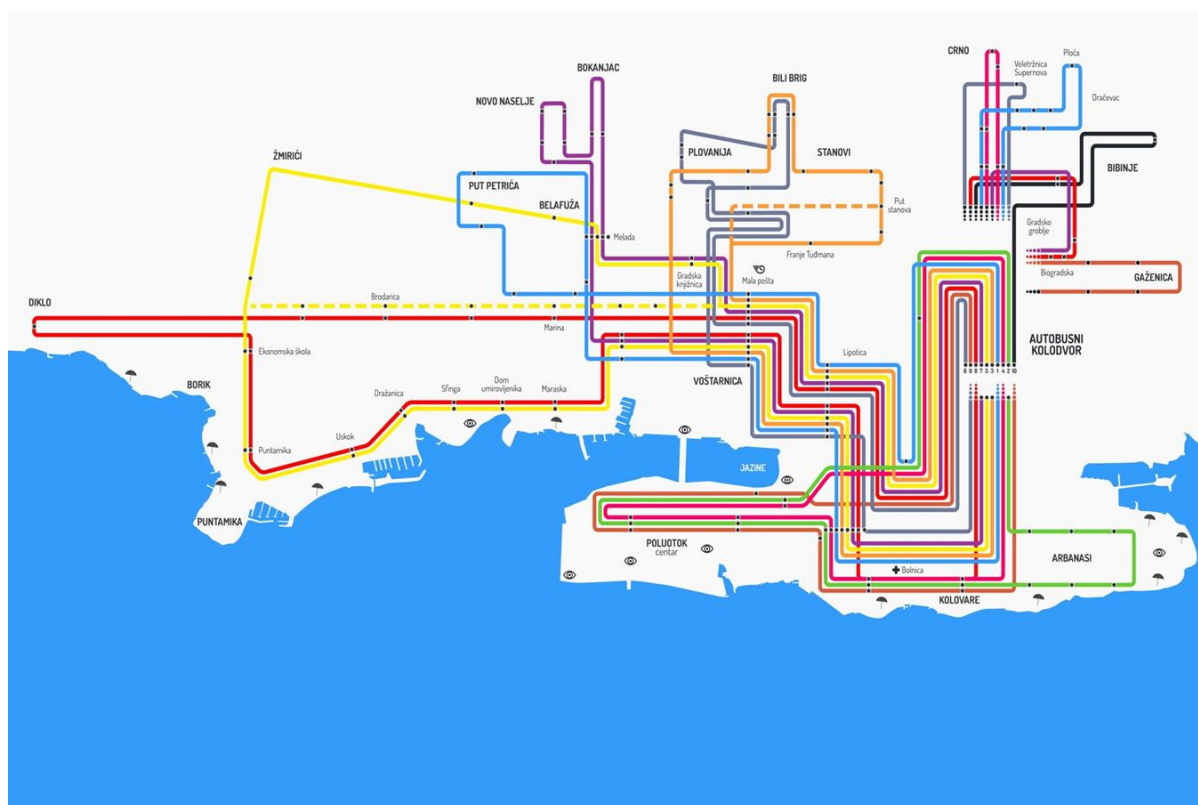 CRNO
Ploča
Veletržnica
Supernova
Dračevac
BOKANJAC
BILI BRIG
NOVO NASELJE
ŽMIRIĆI
PLOVANIJA
STANOVI
BIBINJE
PUT PETRIĆA
BELAFUŽA
Put
stanova
Melada
Gradsko
groblje
Franje Tuđmana
Gradska
knjižnica
Mala pošta
Biogradska
GAŽENICA
DIKLO
Brodarica
Marina
AUTOBUSNI
KOLODVOR
Ekonomska škola
Lipotica
BORIK
VOŠTARNICA
Dražanica
Sfinga
Dom
umirovljenika
Maraska
Uskok
Puntamika
JAZINE
PUNTAMIKA
POLUOTOK
centar
ARBANASI
Bolnica
KOLOVARE